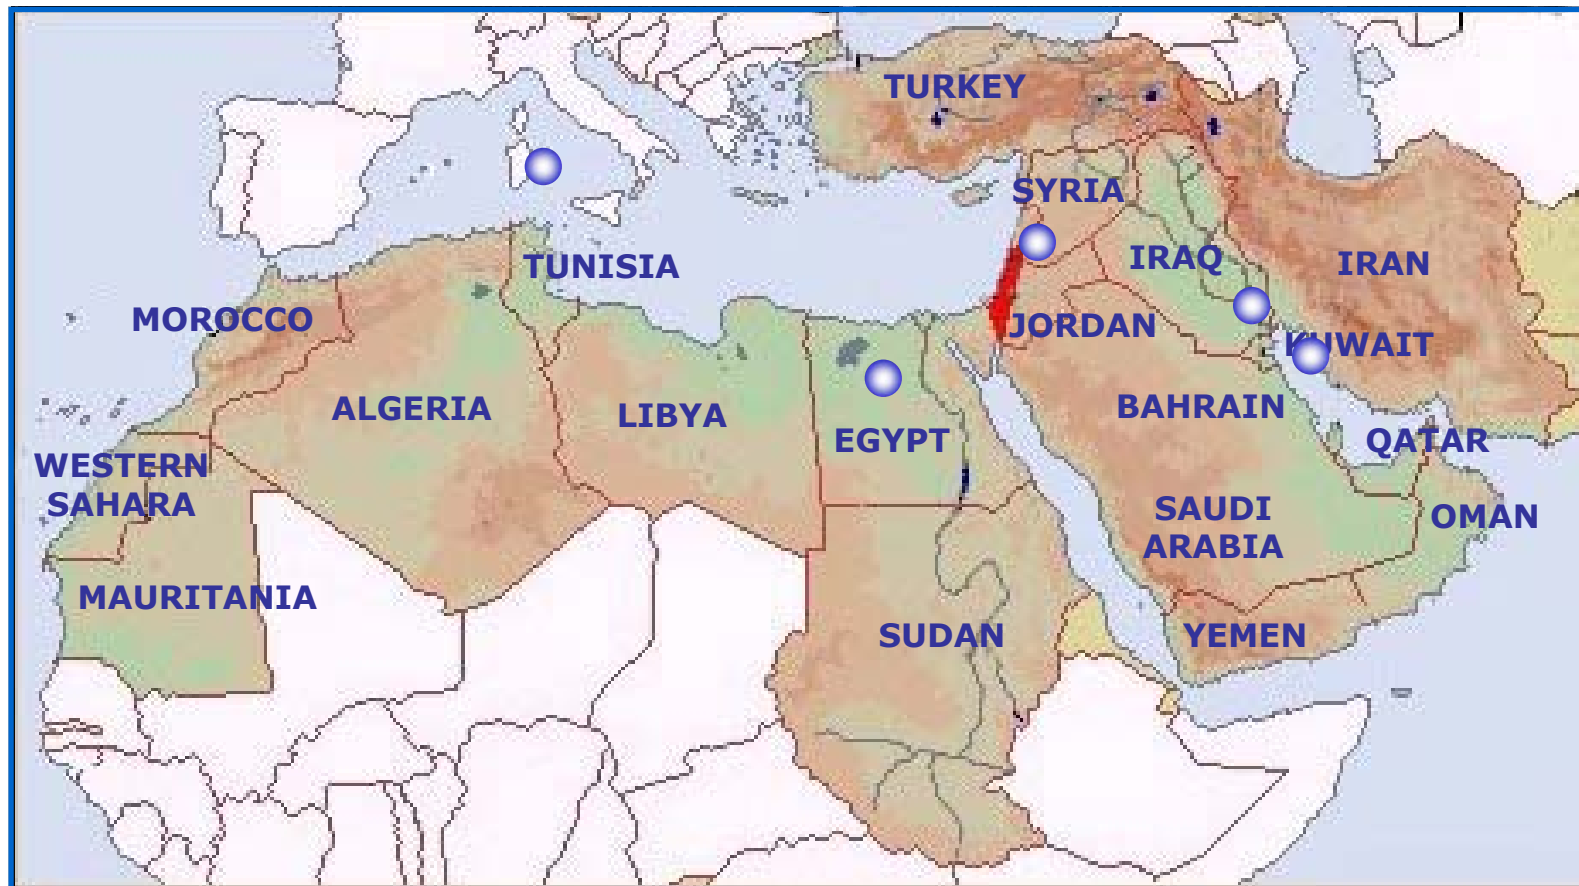 TURKEY
SYRIA
TUNISIA
IRAQ
IRAN
MOROCCO
JORDAN
KUWAIT
ALGERIA
LIBYA
BAHRAIN
EGYPT
QATAR
WESTERN
SAHARA
SAUDI
ARABIA
OMAN
MAURITANIA
SUDAN
YEMEN